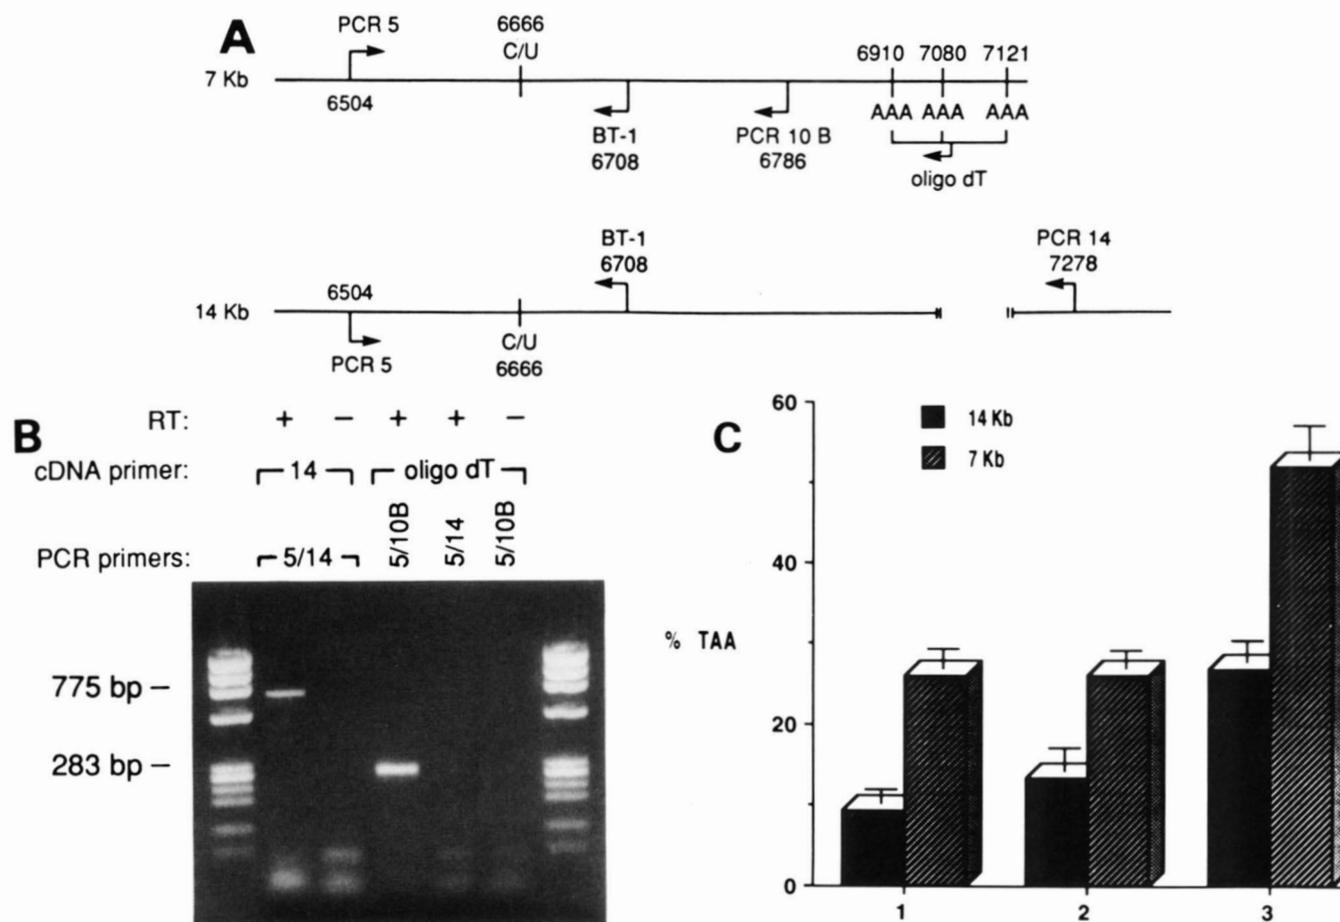 A
PCR 5
6666
C/U
6910 7080 7121
7 Kb
6504
AAA AAA AAA
BT-1
6708
PCR 10 B
6786
oligo dT
BT-1
6708
PCR 14
7278
6504
14 Kb
C/U
6666
PCR 5
B
RT: + − + + −
cDNA primer: 14 oligo dT
PCR primers: 5/14 5/10B 5/14 5/10B
775 bp −
283 bp −
C
60
14 Kb
7 Kb
40
% TAA
20
0
1 2 3